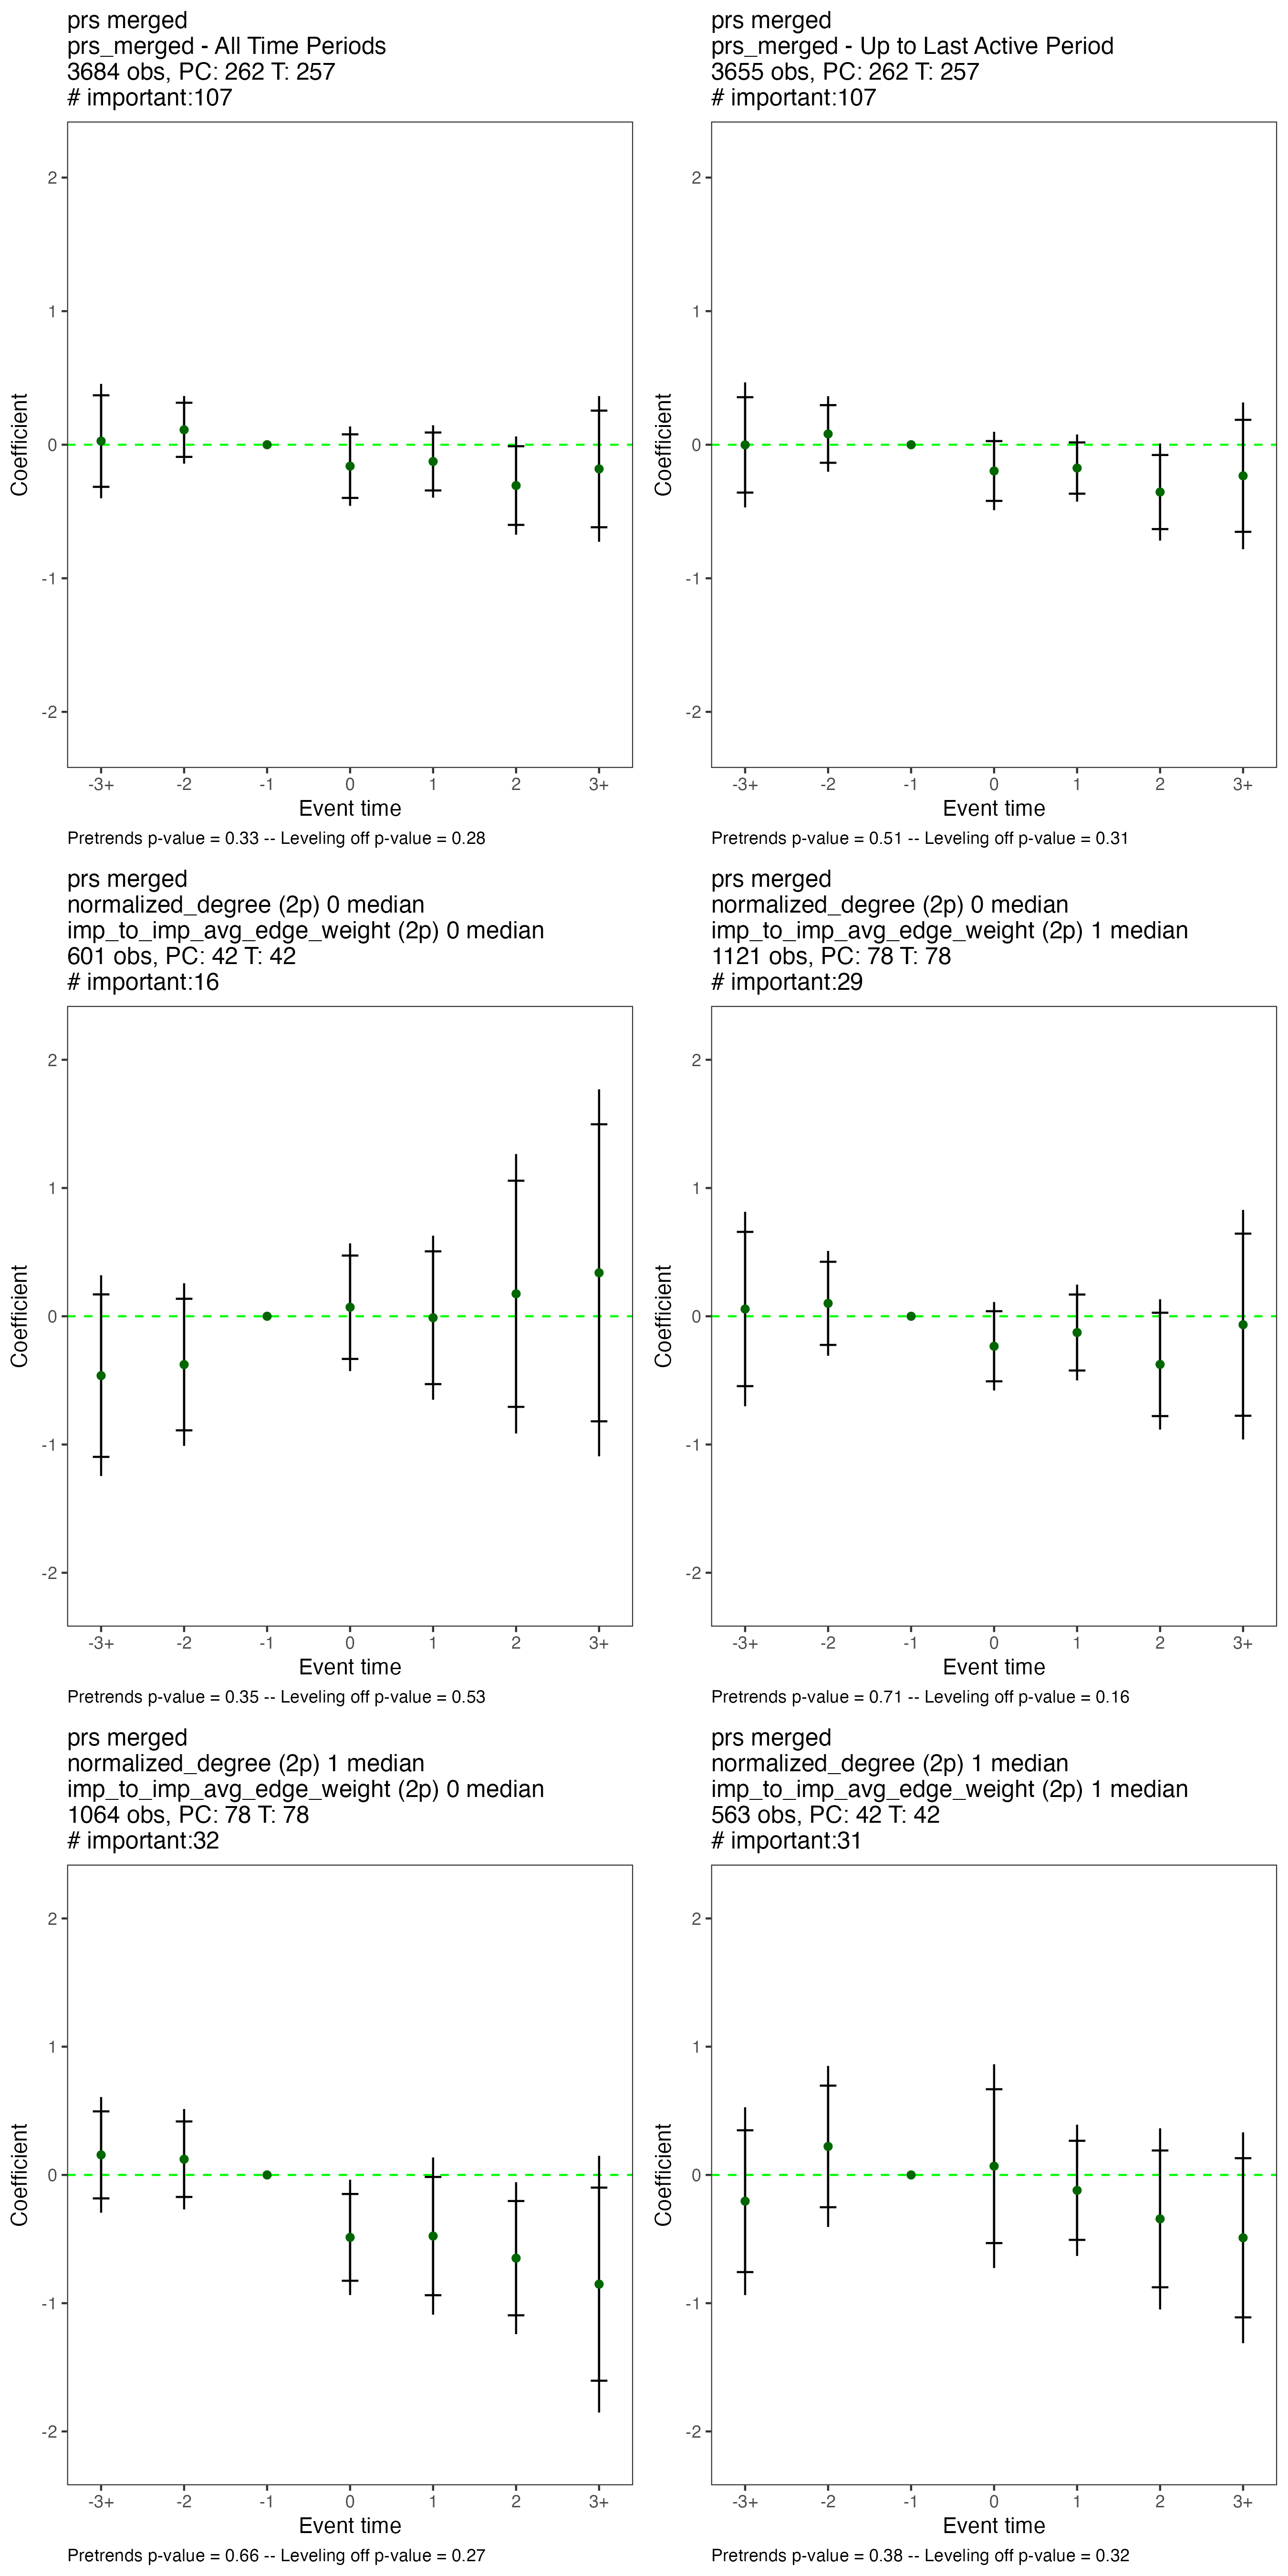 prs merged
prs_merged - All Time Periods
3684 obs, PC: 262 T: 257
# important:107
2
1
0
-1
-2
Coefficient
-3+ -2 -1 0 1 2 3+
Event time
Pretrends p-value = 0.33 -- Leveling off p-value = 0.28
prs merged
prs_merged - Up to Last Active Period
3655 obs, PC: 262 T: 257
# important:107
2
1
0
-1
-2
Coefficient
-3+ -2 -1 0 1 2 3+
Event time
Pretrends p-value = 0.51 -- Leveling off p-value = 0.31
prs merged
normalized_degree (2p) 0 median
imp_to_imp_avg_edge_weight (2p) 0 median
601 obs, PC: 42 T: 42
# important:16
2
1
0
-1
-2
Coefficient
-3+ -2 -1 0 1 2 3+
Event time
Pretrends p-value = 0.35 -- Leveling off p-value = 0.53
prs merged
normalized_degree (2p) 0 median
imp_to_imp_avg_edge_weight (2p) 1 median
1121 obs, PC: 78 T: 78
# important:29
2
1
0
-1
-2
Coefficient
-3+ -2 -1 0 1 2 3+
Event time
Pretrends p-value = 0.71 -- Leveling off p-value = 0.16
prs merged
normalized_degree (2p) 1 median
imp_to_imp_avg_edge_weight (2p) 0 median
1064 obs, PC: 78 T: 78
# important:32
2
1
0
-1
-2
Coefficient
-3+ -2 -1 0 1 2 3+
Event time
Pretrends p-value = 0.66 -- Leveling off p-value = 0.27
prs merged
normalized_degree (2p) 1 median
imp_to_imp_avg_edge_weight (2p) 1 median
563 obs, PC: 42 T: 42
# important:31
2
1
0
-1
-2
Coefficient
-3+ -2 -1 0 1 2 3+
Event time
Pretrends p-value = 0.38 -- Leveling off p-value = 0.32